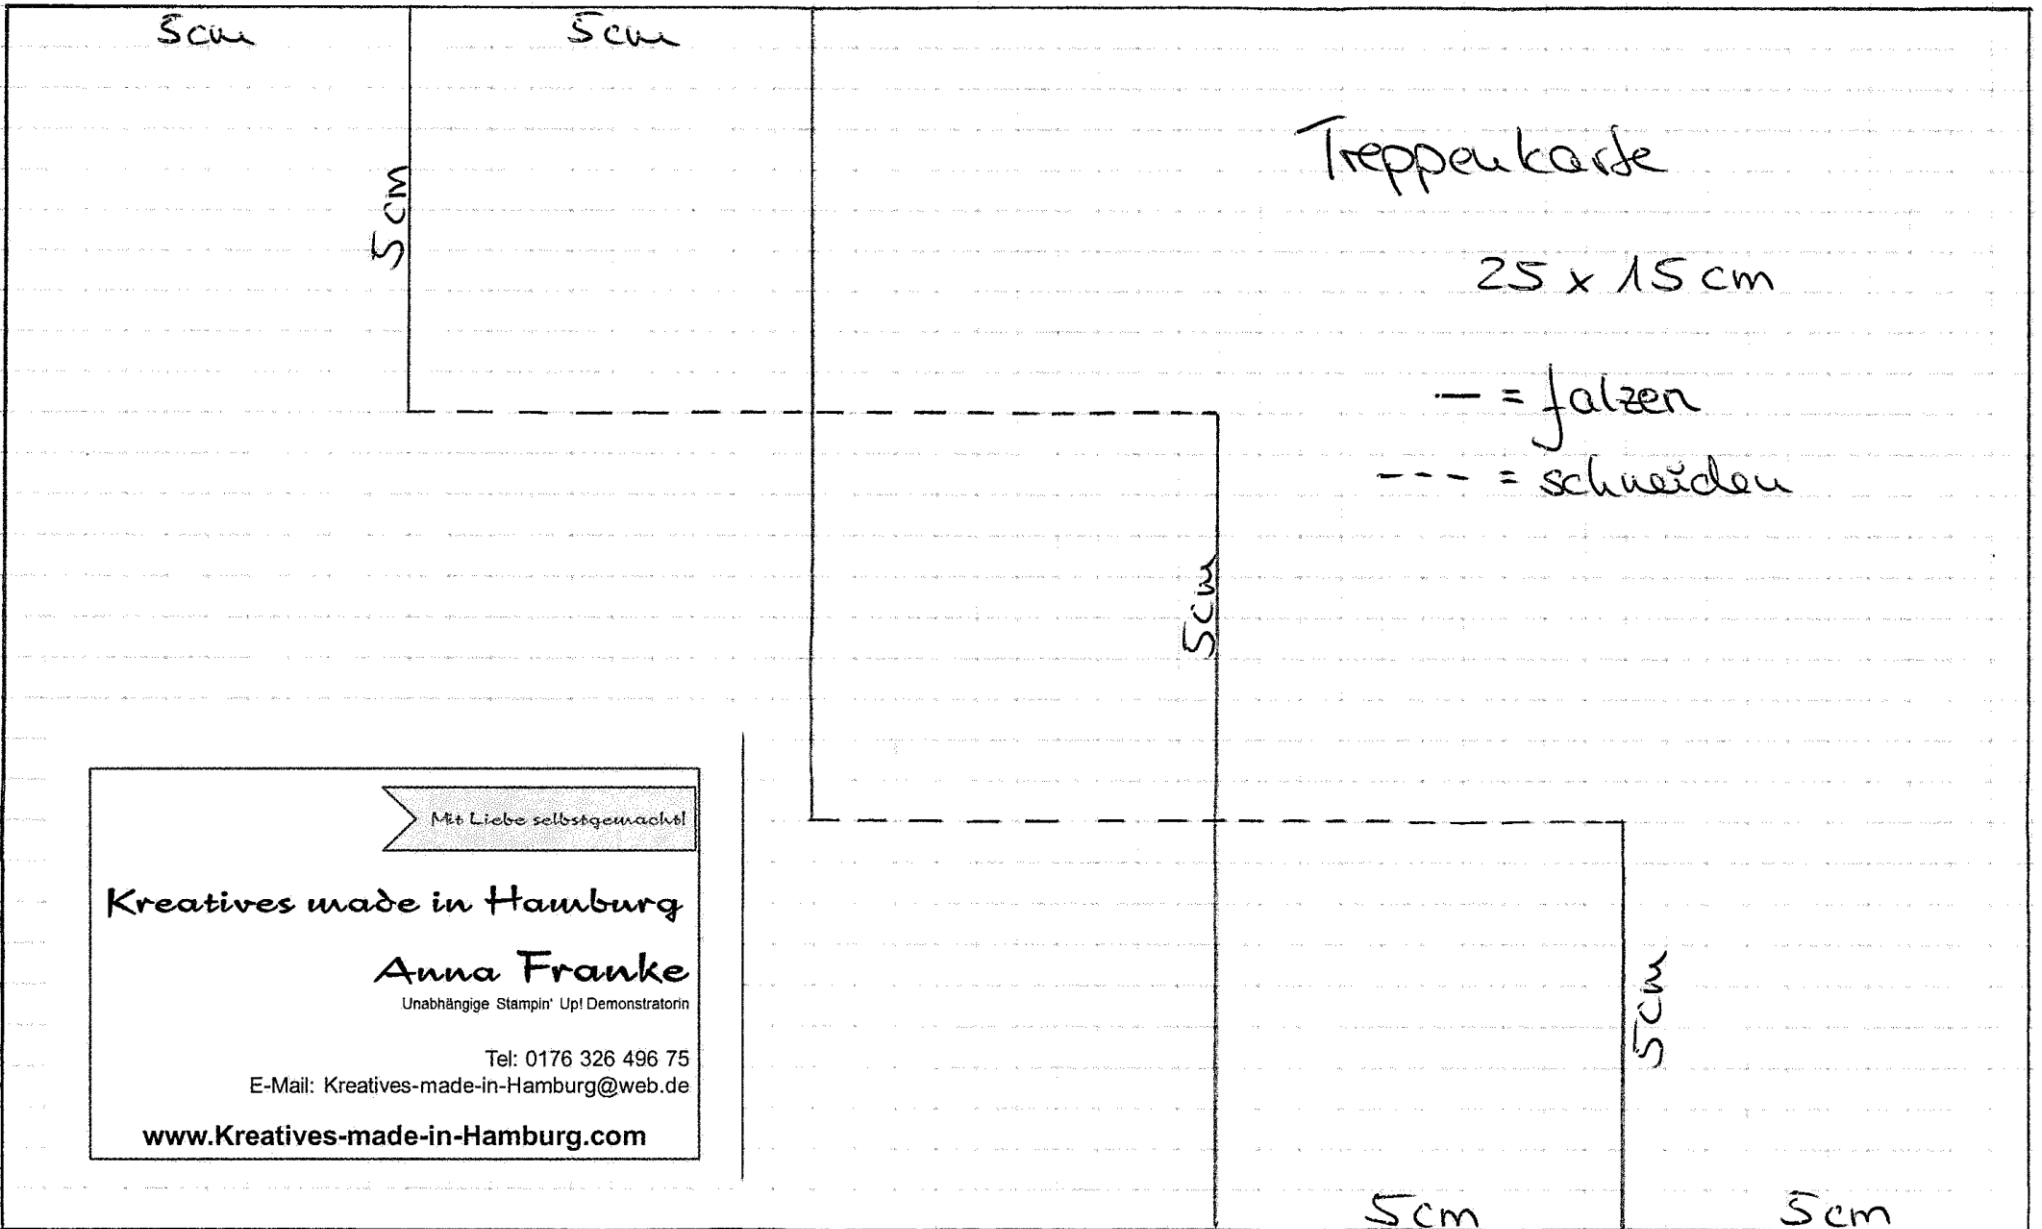 5cm 5cm
Treppenkarte
5cm
25 x 15 cm
— = falzen
--- = schneiden
5cm
Mit Liebe selbstgemacht!
Kreatives made in Hamburg
Anna Franke
Unabhängige Stampin' Up! Demonstratorin
Tel: 0176 326 496 75
E-Mail: Kreatives-made-in-Hamburg@web.de
www.Kreatives-made-in-Hamburg.com
5cm
5cm 5cm